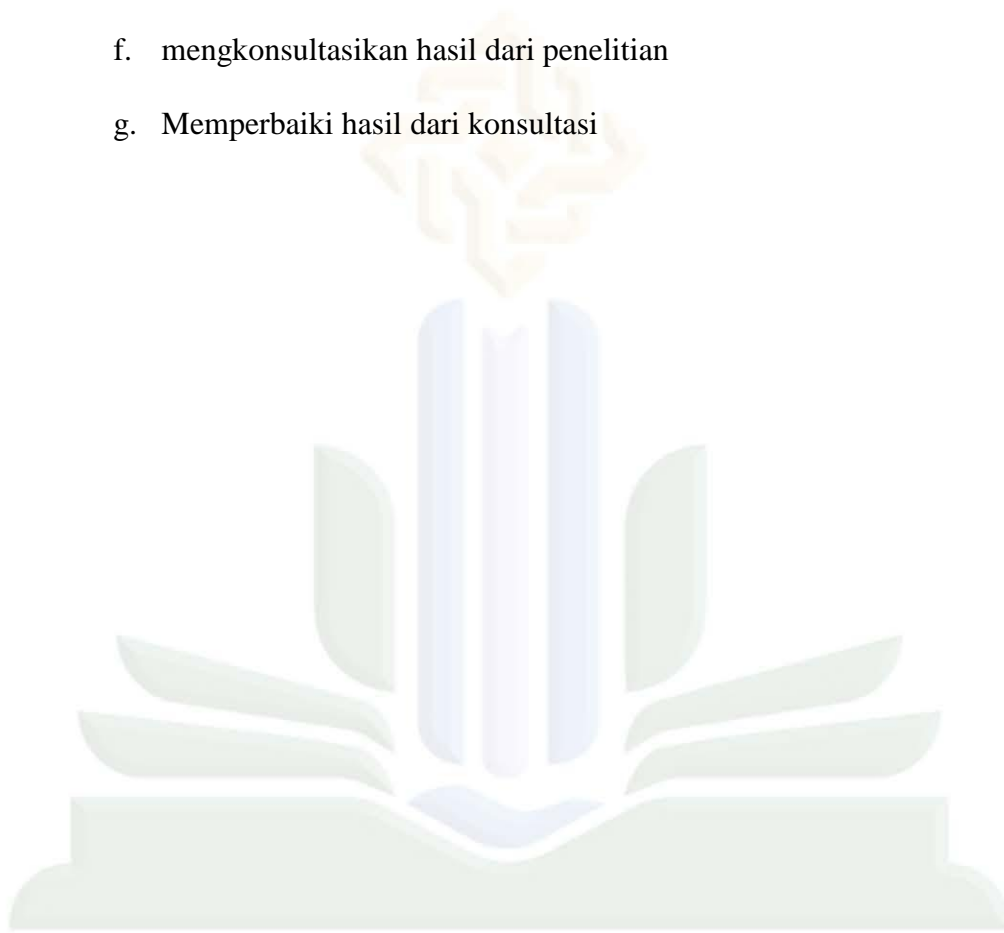 f. mengkonsultasikan hasil dari penelitian
g. Memperbaiki hasil dari konsultasi